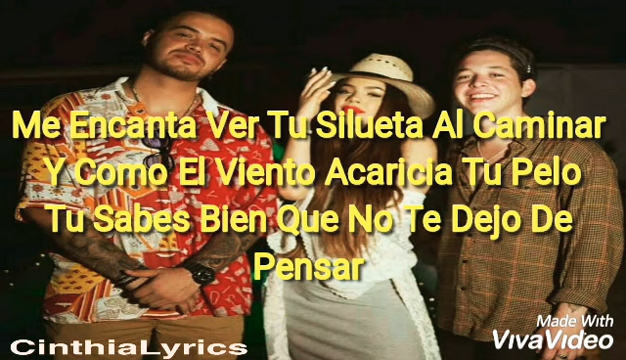 Me Encanta Ver Tu Silueta Al Caminar
Y Como El Viento Acaricia Tu Pelo
Tu Sabes Bien Que No Te Dejo De
Pensar
Made With
VivaVideo
CinthiaLyrics